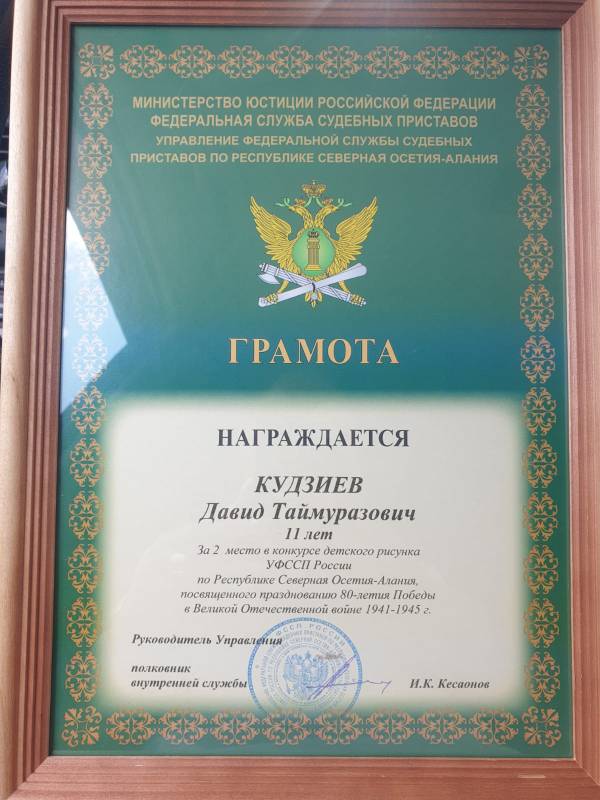 МИНИСТЕРСТВО ЮСТИЦИИ РОССИЙСКОЙ ФЕДЕРАЦИИ
ФЕДЕРАЛЬНАЯ СЛУЖБА СУДЕБНЫХ ПРИСТАВОВ
УПРАВЛЕНИЕ ФЕДЕРАЛЬНОЙ СЛУЖБЫ СУДЕБНЫХ
ПРИСТАВОВ ПО РЕСПУБЛИКЕ СЕВЕРНАЯ ОСЕТИЯ-АЛАНИЯ
ГРАМОТА
НАГРАЖДАЕТСЯ
КУДЗИЕВ
Давид Таймуразович
11 лет
За 2 место в конкурсе детского рисунка
УФССП России
по Республике Северная Осетия-Алания,
посвященного празднованию 80-летия Победы
в Великой Отечественной войне 1941-1945 г.
Руководитель Управления
полковник
внутренней службы
И.К. Кесаонов